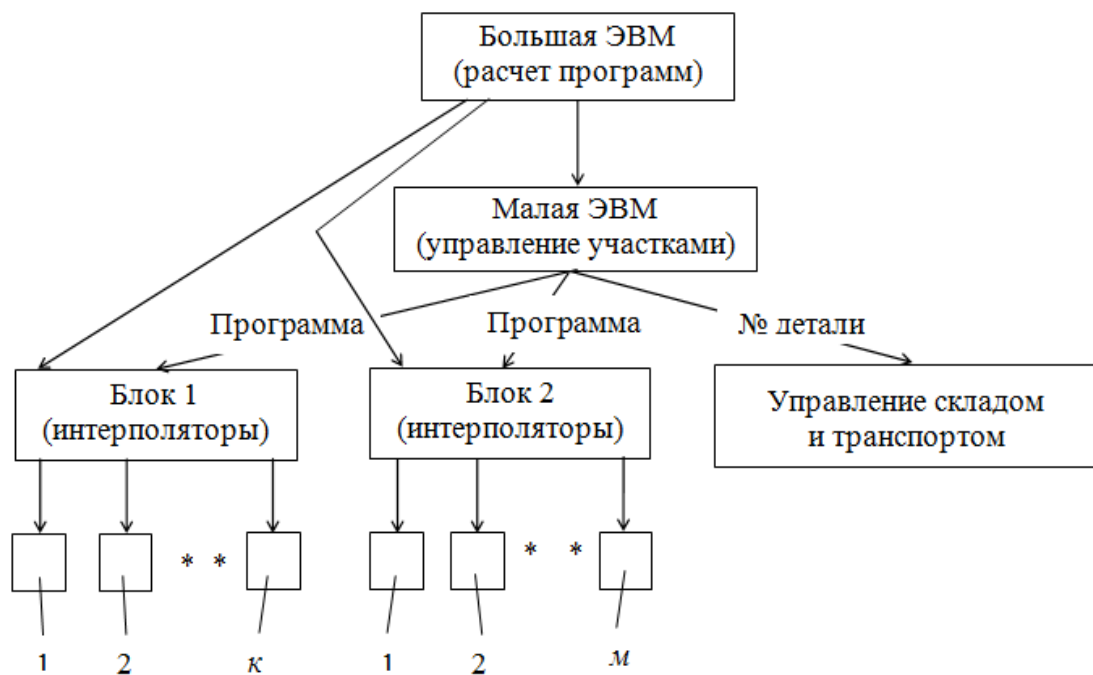 Большая ЭВМ
(расчет программ)
Малая ЭВМ
(управление участками)
Программа
Программа
№ детали
Блок 1
(интерполяторы)
Блок 2
(интерполяторы)
Управление складом
и транспортом
* *
* *
1 2 к 1 2 м